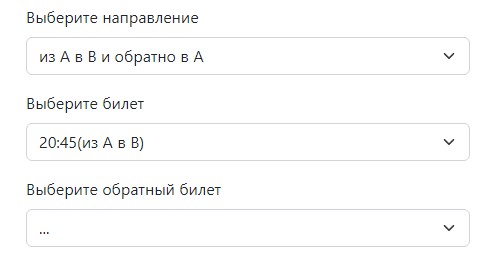 Выберите направление
из А в В и обратно в А
Выберите билет
20:45(из А в В)
Выберите обратный билет
...